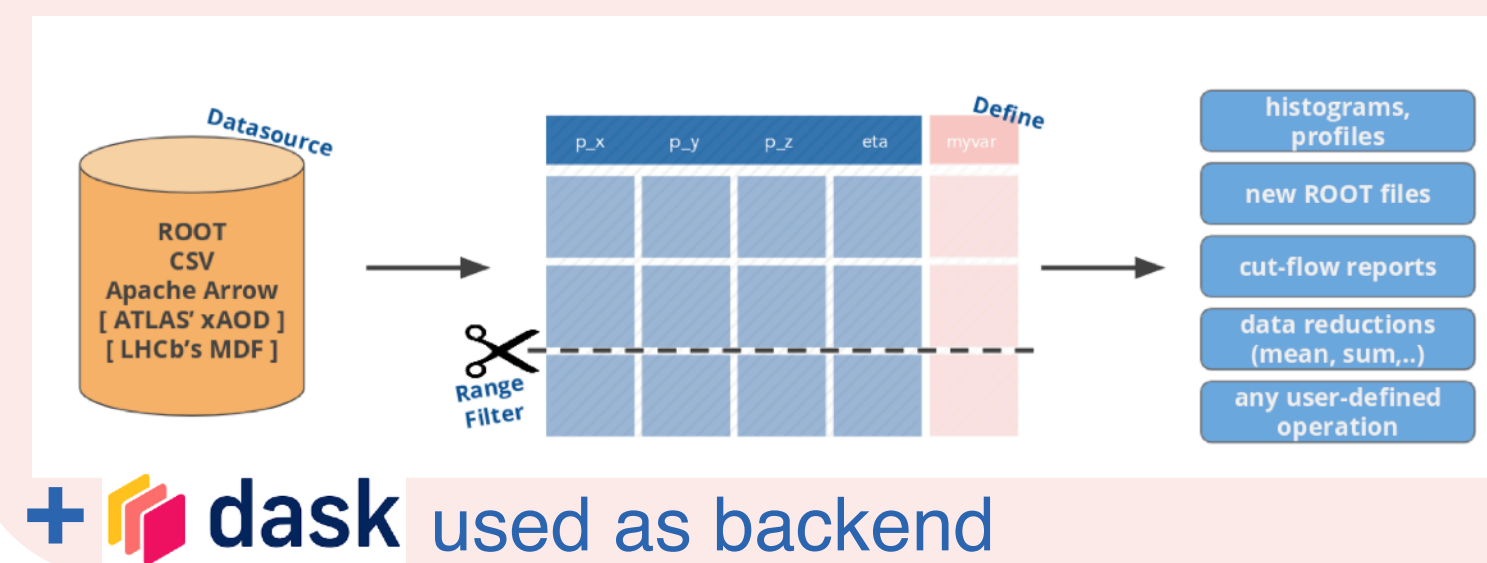 Datasource
ROOT
CSV
Apache Arrow
[ ATLAS’ xAOD ]
[ LHCb’s MDF ]
Range
Filter
Define
p_x p_y p_z eta myvar
histograms,
profiles
new ROOT files
cut-flow reports
data reductions
(mean, sum,..)
any user-defined
operation
+ dask used as backend